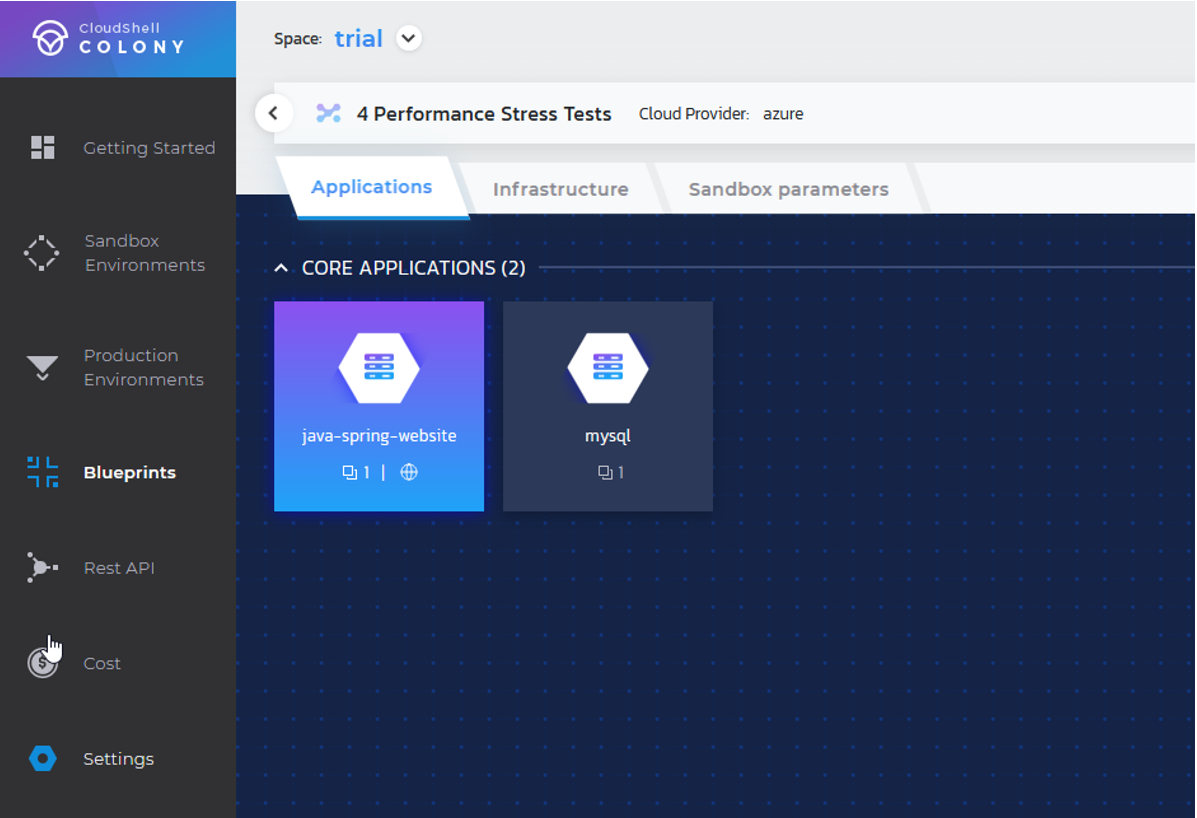 CloudShell
COLONY
Space: trial
4 Performance Stress Tests Cloud Provider: azure
Applications Infrastructure Sandbox parameters
Getting Started
Sandbox
Environments
Production
Environments
Blueprints
Rest API
Cost
Settings
CORE APPLICATIONS (2)
java-spring-website
1 |
mysql
1